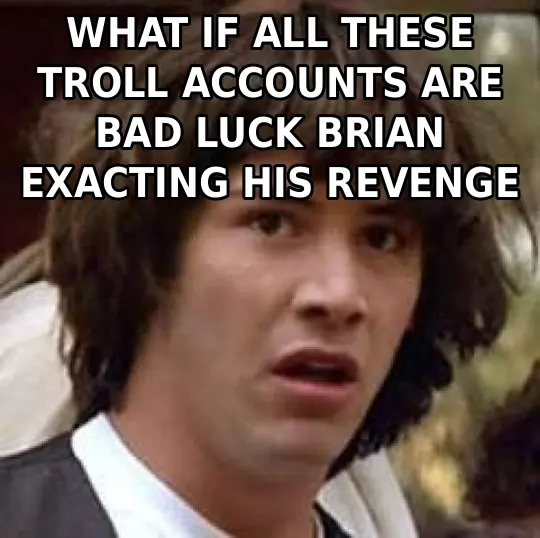 WHAT IF ALL THESE
TROLL ACCOUNTS ARE
BAD LUCK BRIAN
EXACTING HIS REVENGE